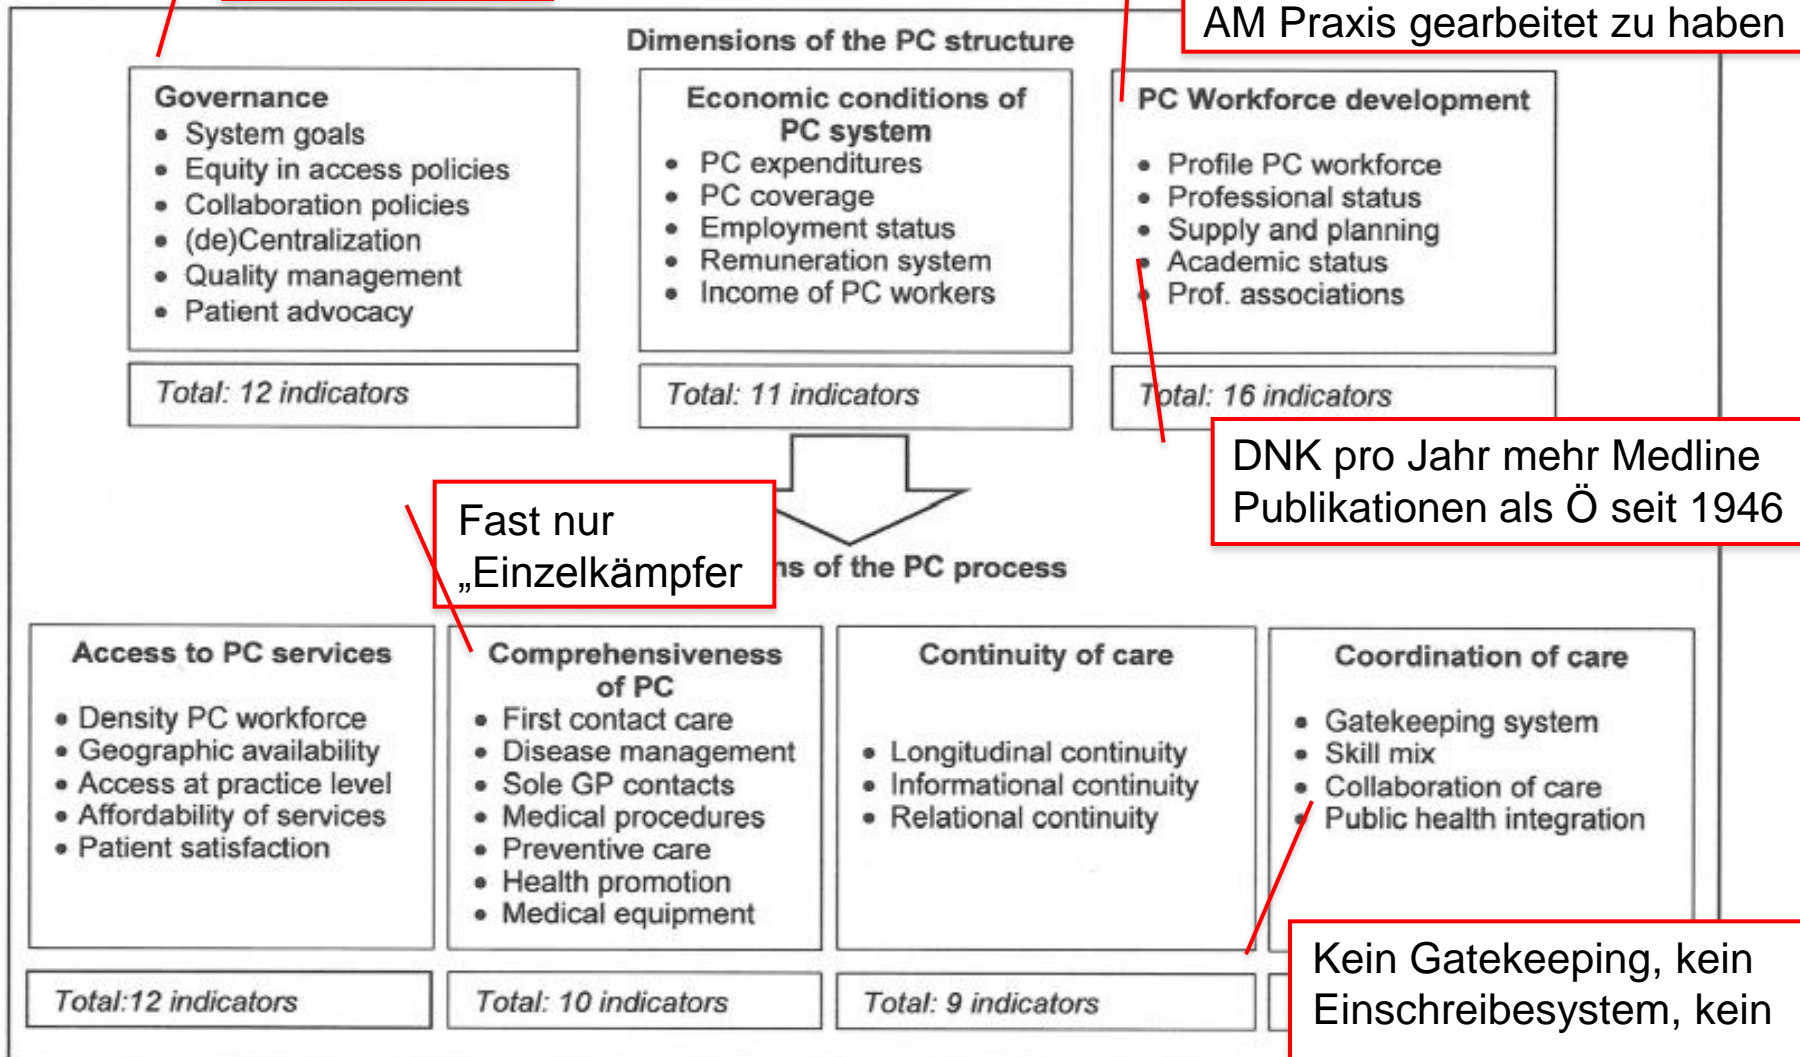 AM Praxis gearbeitet zu haben
Dimensions of the PC structure
Governance
• System goals
• Equity in access policies
• Collaboration policies
• (de)Centralization
• Quality management
• Patient advocacy
Total: 12 indicators
Economic conditions of
PC system
• PC expenditures
• PC coverage
• Employment status
• Remuneration system
• Income of PC workers
Total: 11 indicators
PC Workforce development
• Profile PC workforce
• Professional status
• Supply and planning
• Academic status
• Prof. associations
Total: 16 indicators
DNK pro Jahr mehr Medline
Publikationen als Ö seit 1946
Fast nur
„Einzelkämpfer
ns of the PC process
Access to PC services
• Density PC workforce
• Geographic availability
• Access at practice level
• Affordability of services
• Patient satisfaction
Total:12 indicators
Comprehensiveness
of PC
• First contact care
• Disease management
• Sole GP contacts
• Medical procedures
• Preventive care
• Health promotion
• Medical equipment
Total: 10 indicators
Continuity of care
• Longitudinal continuity
• Informational continuity
• Relational continuity
Total: 9 indicators
Coordination of care
• Gatekeeping system
• Skill mix
• Collaboration of care
• Public health integration
Kein Gatekeeping, kein
Einschreibesystem, kein